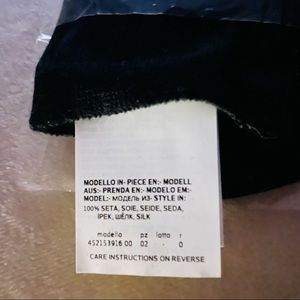 MODELLO IN- PIECE EN:- MODELL
AUS:- PRENDA EN:- MODELO EM:-
MODEL:- МОДЕЛЬ ИЗ- STYLE IN:
100% SETA, SOIE, SEIDE, SEDA,
İPEK, ШЁЛК, SILK
modello pz lotto r
452153916 00 02 - 0
CARE INSTRUCTIONS ON REVERSE